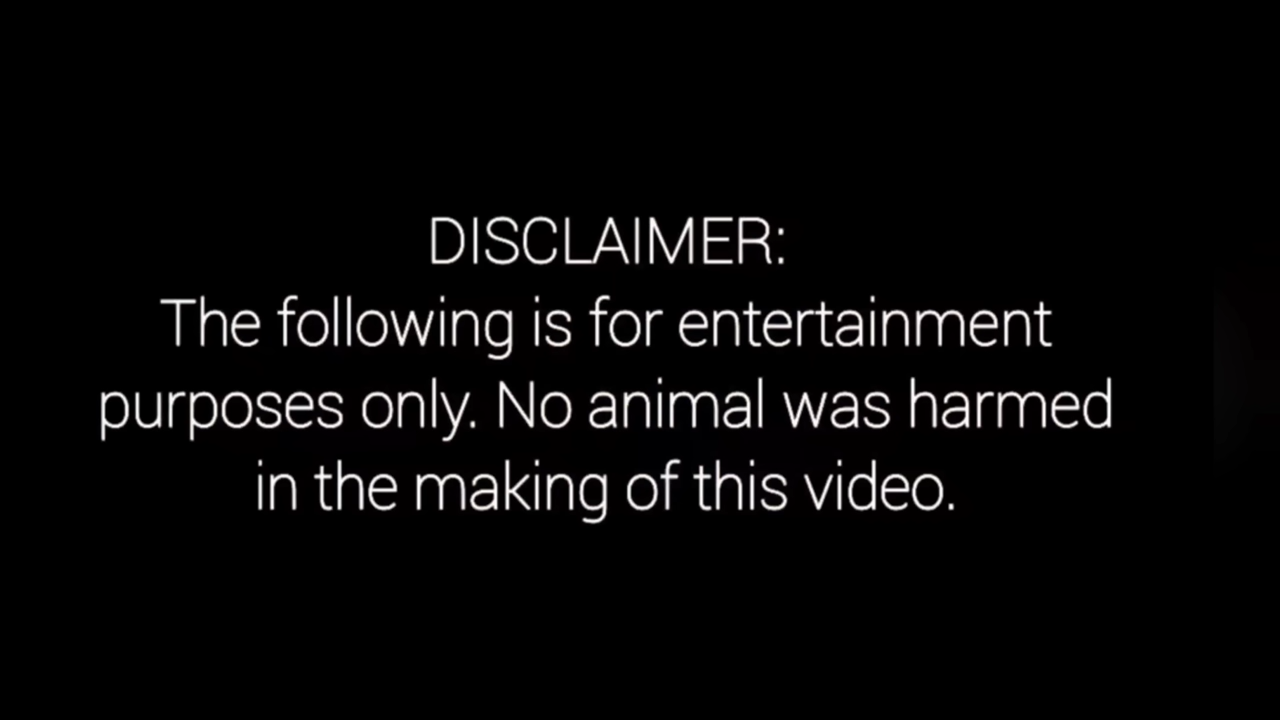 DISCLAIMER:
The following is for entertainment
purposes only. No animal was harmed
in the making of this video.